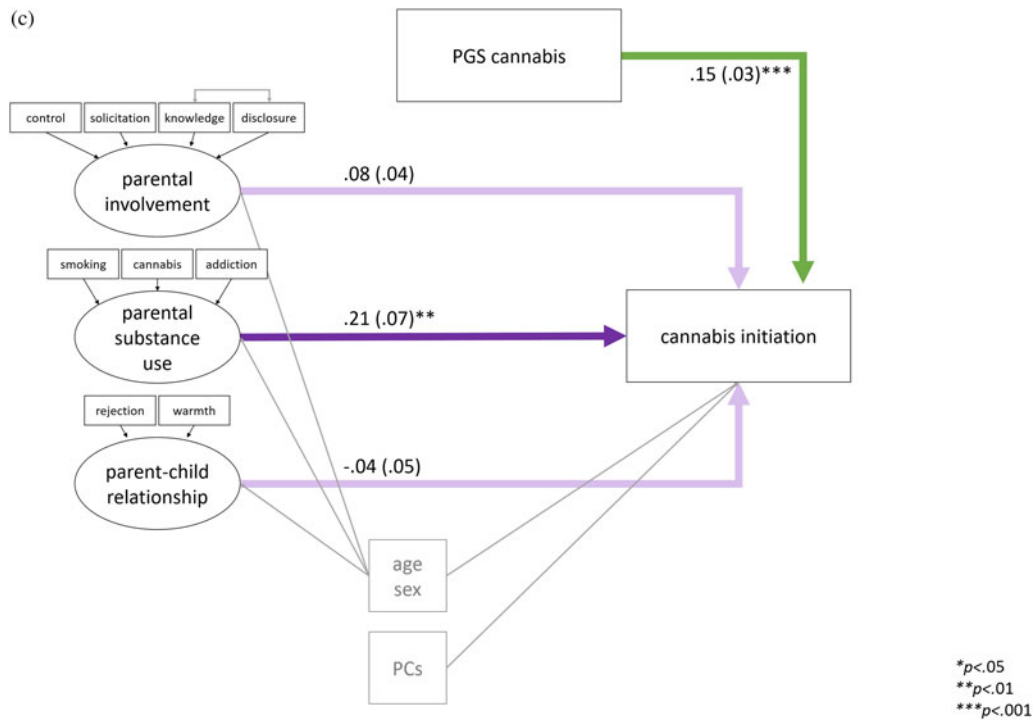 (c)
PGS cannabis
.15 (.03)***
control
solicitation
knowledge
disclosure
parental
involvement
.08 (.04)
smoking
cannabis
addiction
parental
substance
use
.21 (.07)**
cannabis initiation
rejection
warmth
parent-child
relationship
-.04 (.05)
age
sex
PCs
*p<.05
**p<.01
***p<.001